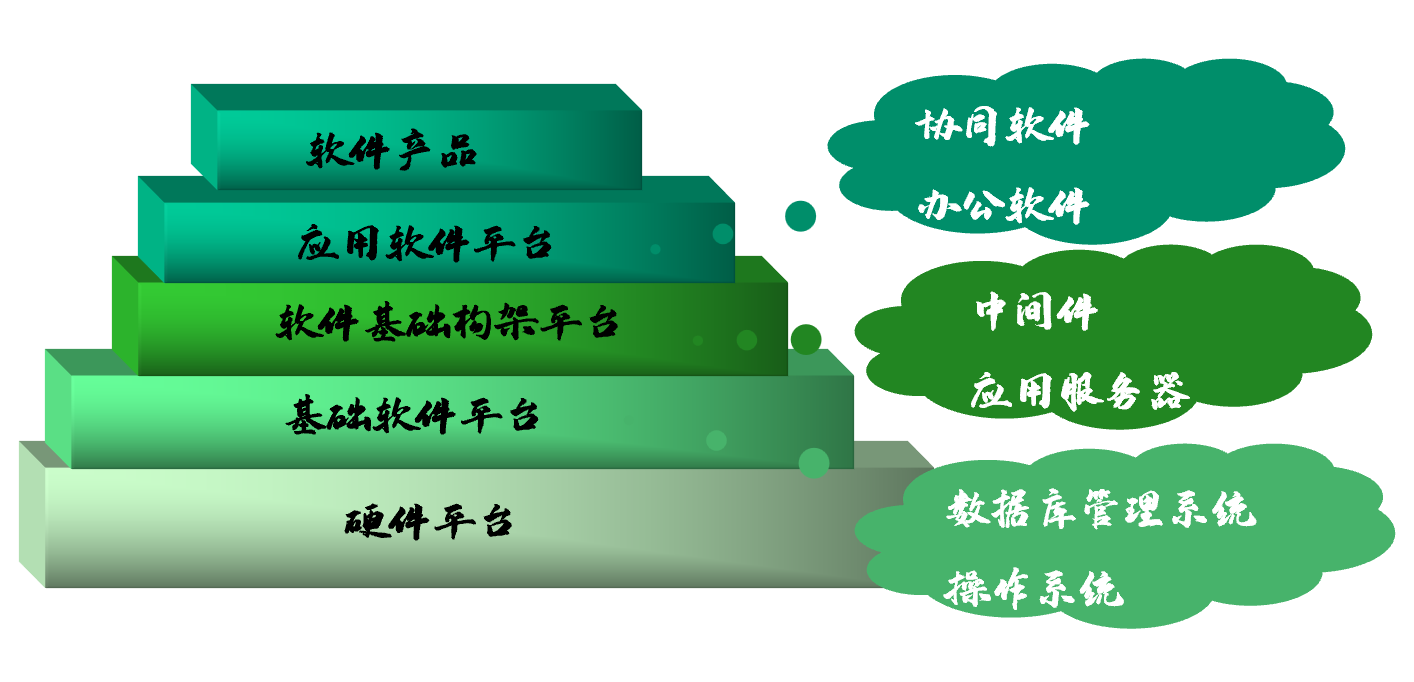 软件产品
应用软件平台
软件基础构架平台
基础软件平台
硬件平台
协同软件
办公软件
中间件
应用服务器
数据库管理系统
操作系统